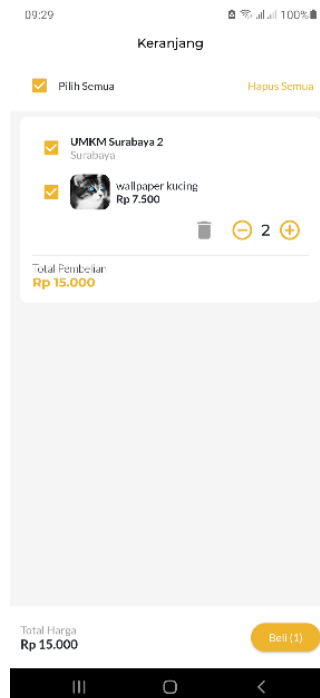 09:29
100%
Keranjang
Pilih Semua
Hapus Semua
UMKM Surabaya 2
Surabaya
wallpaper kucing
Rp 7.500
2
Total Pembelian
Rp 15.000
Total Harga
Rp 15.000
Beli (1)